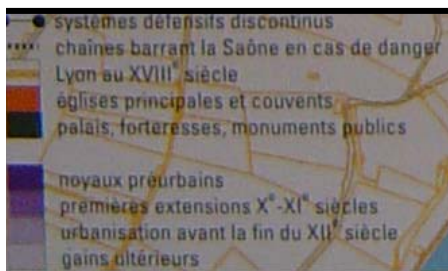 systèmes défensifs discontinus
chaînes barrant la Saône en cas de danger
Lyon au XVIIIe siècle
églises principales et couvents
palais, forteresses, monuments publics
noyaux préurbains
premières extensions Xe-XIe siècles
urbanisation avant la fin du XIIe siècle
gains ultérieurs